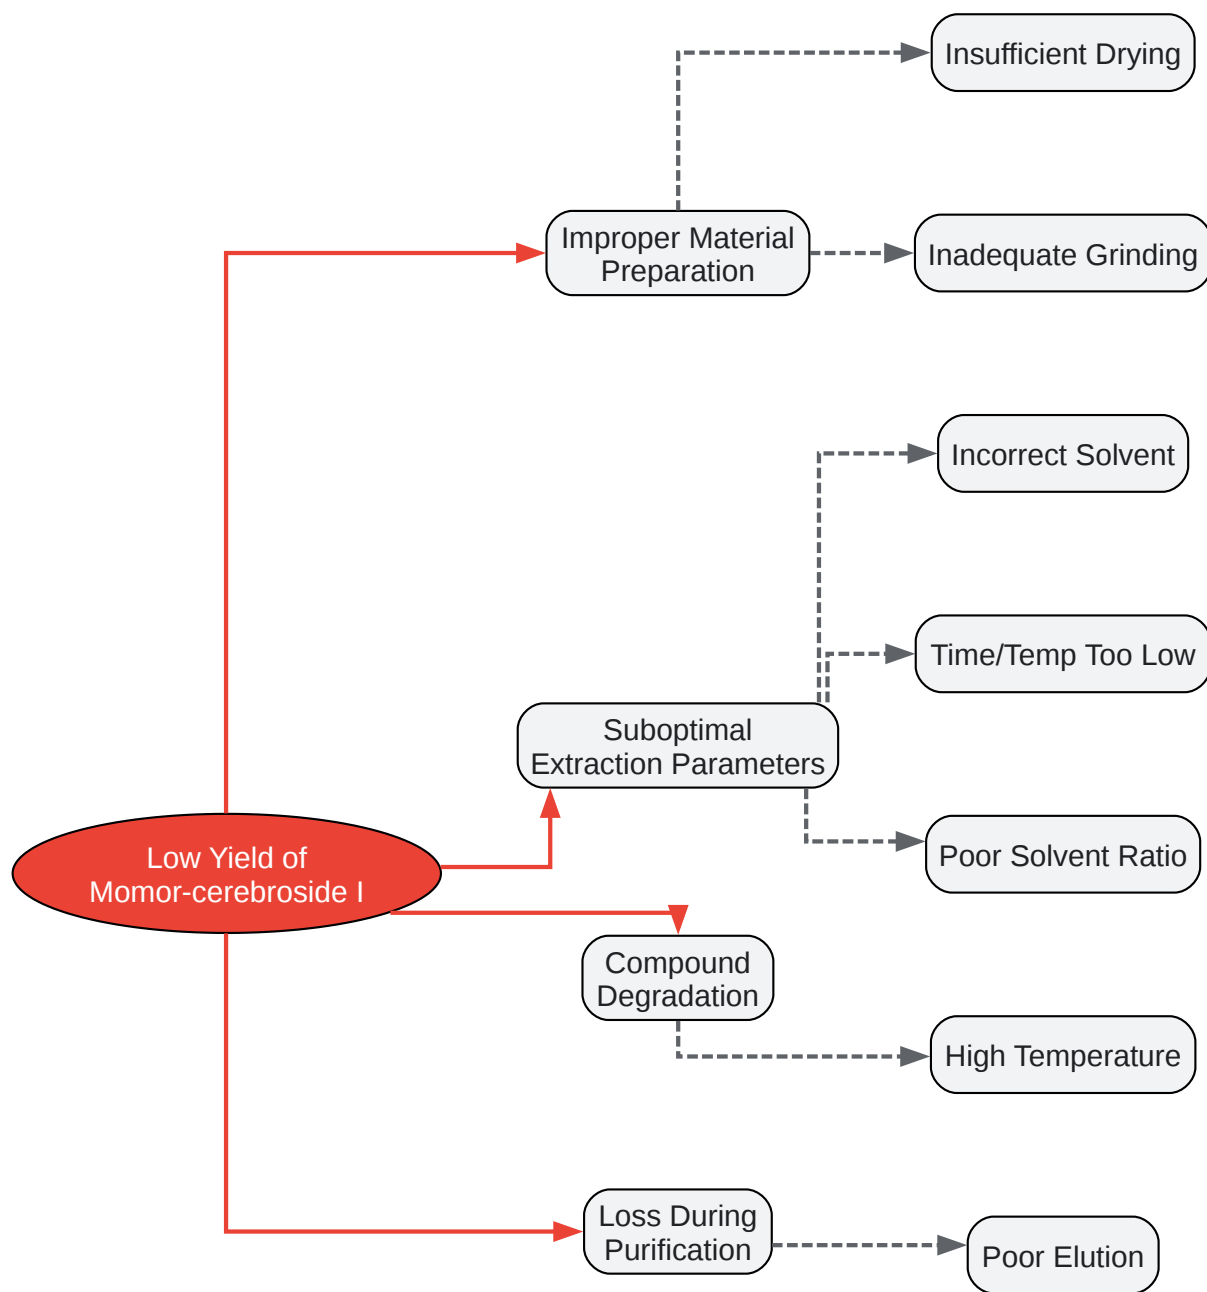 Insufficient Drying
Improper Material
Preparation
Inadequate Grinding
Incorrect Solvent
Time/Temp Too Low
Suboptimal
Extraction Parameters
Poor Solvent Ratio
Low Yield of
Momor-cerebroside I
Compound
Degradation
High Temperature
Loss During
Purification
Poor Elution